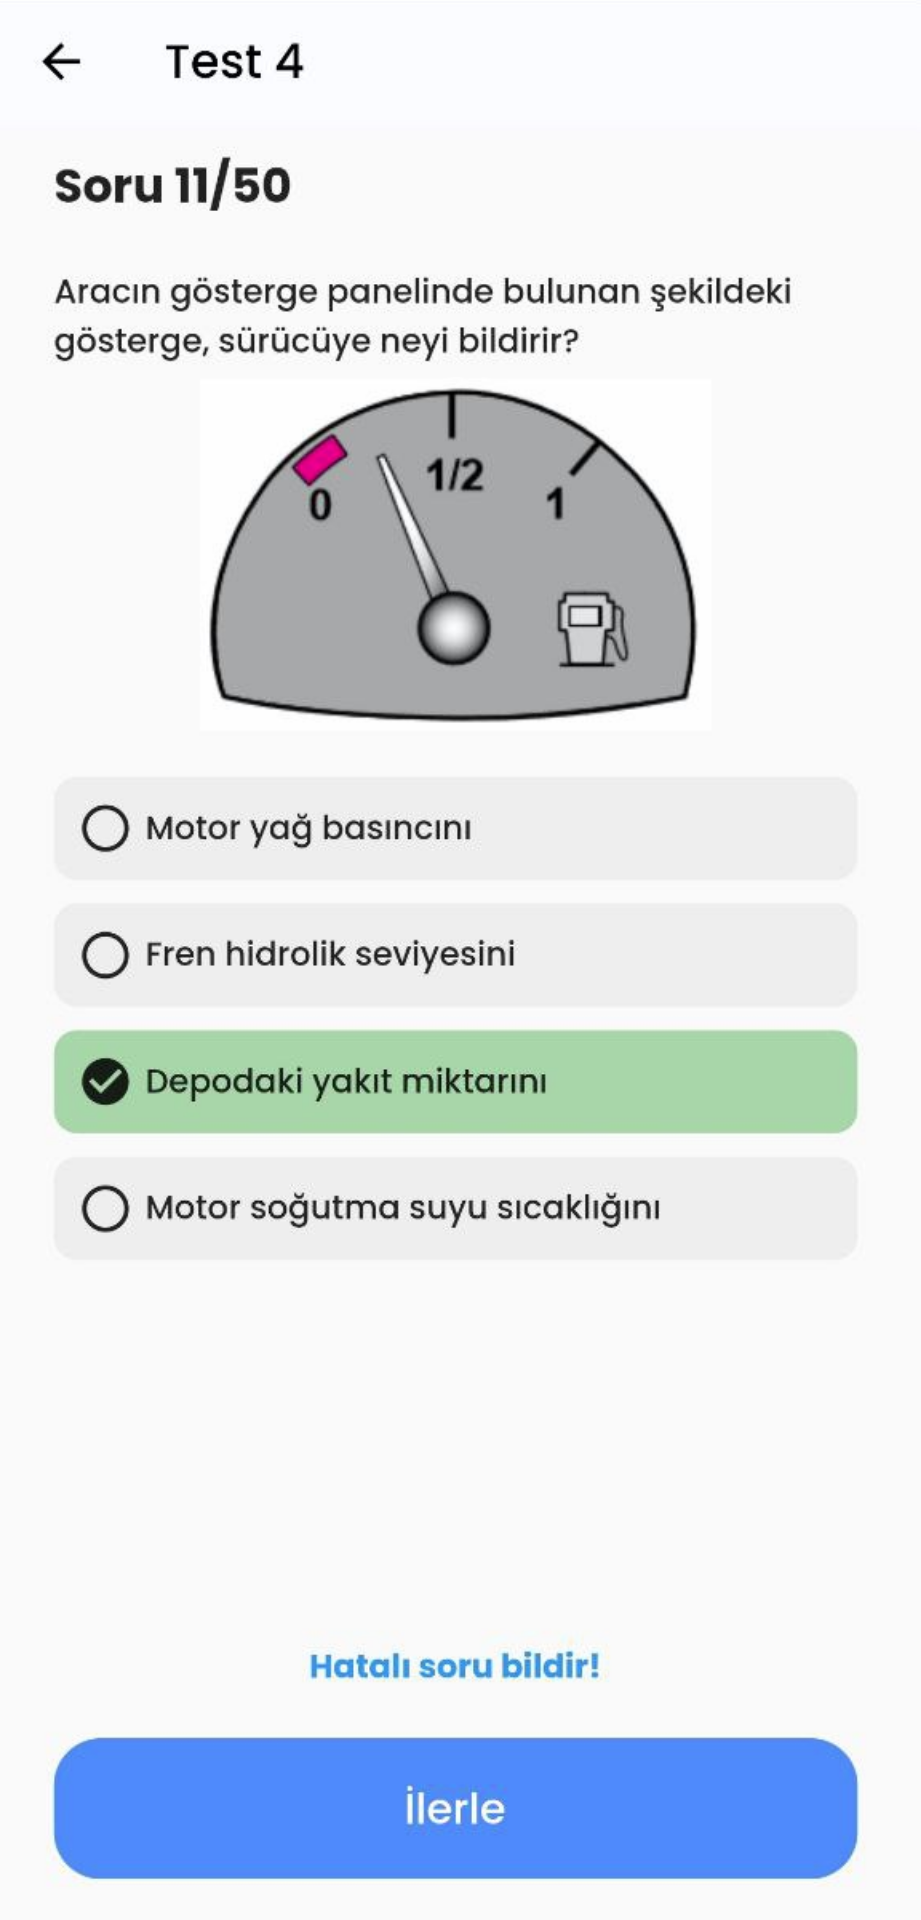 Test 4
Soru 11/50
Aracın gösterge panelinde bulunan şekildeki
gösterge, sürücüye neyi bildirir?
0
1/2
1
Motor yağ basıncını
Fren hidrolik seviyesini
Depodaki yakıt miktarını
Motor soğutma suyu sıcaklığını
Hatalı soru bildir!
İlerle